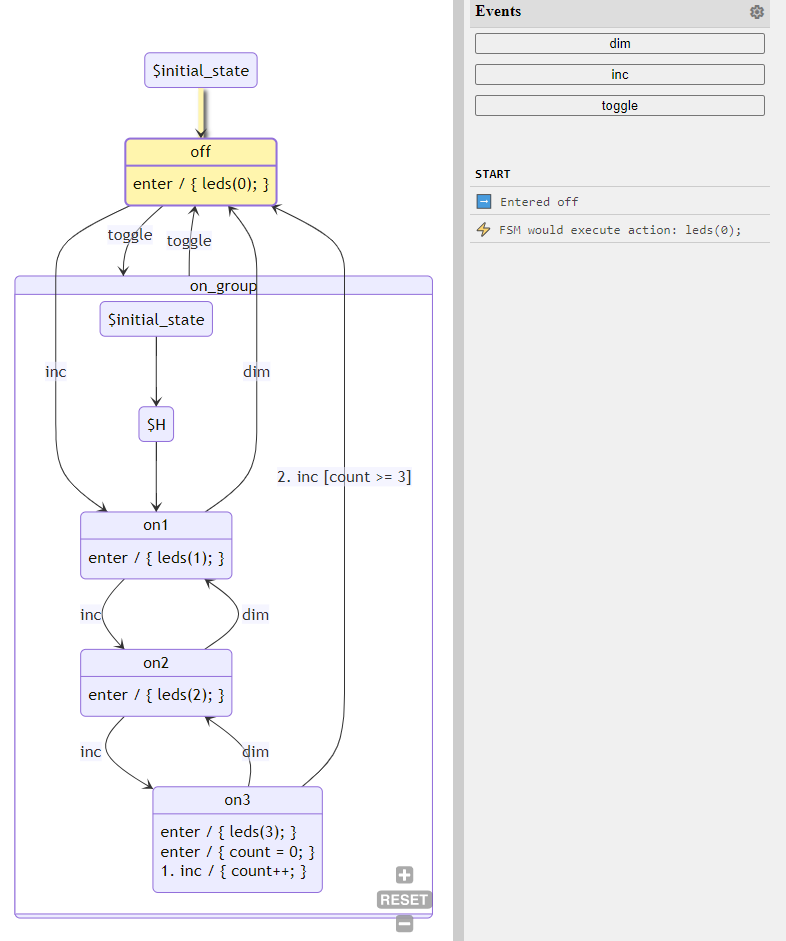 $initial_state
off
enter / { leds(0); }
toggle
toggle
on_group
$initial_state
inc
dim
$H
2. inc [count >= 3]
on1
enter / { leds(1); }
inc
dim
on2
enter / { leds(2); }
inc
dim
on3
enter / { leds(3); }
enter / { count = 0; }
1. inc / { count++; }
RESET
Events
dim
inc
toggle
START
Entered off
FSM would execute action: leds(0);